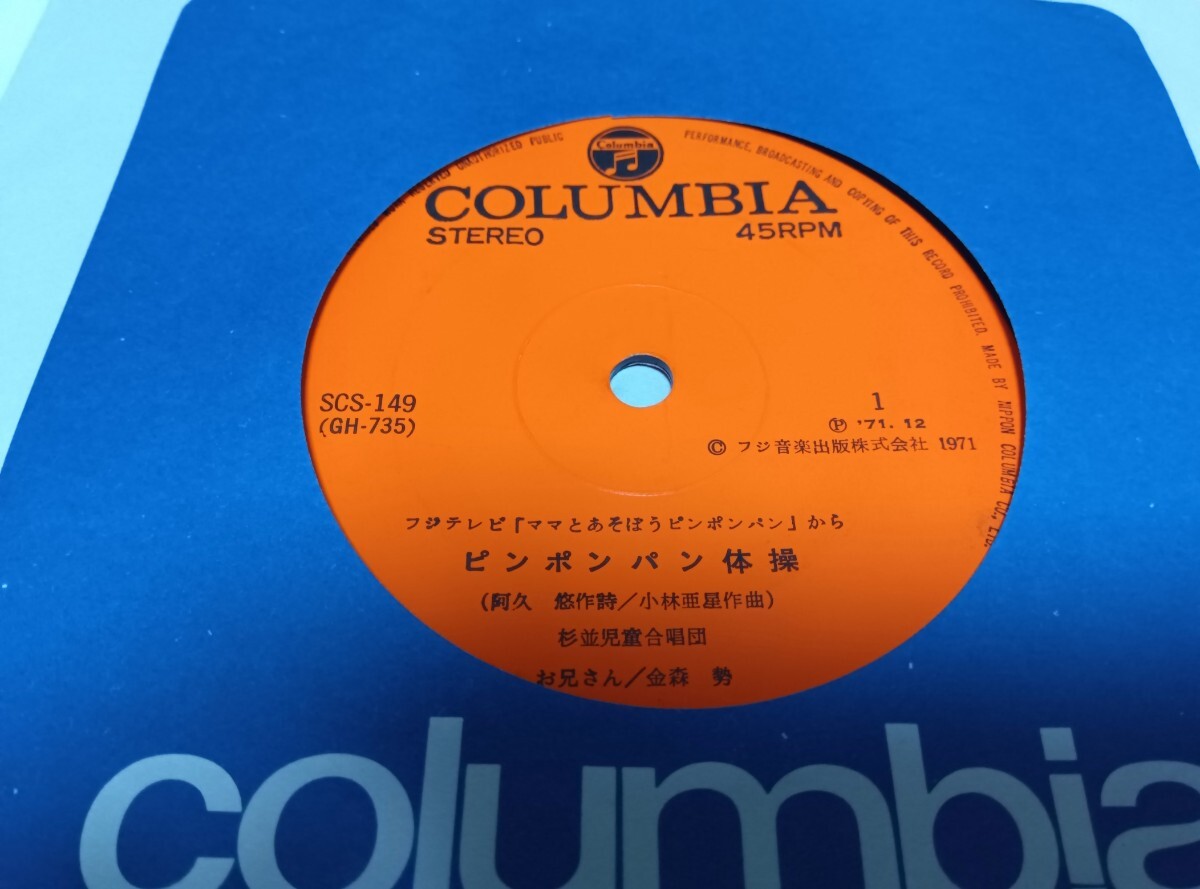 UNAUTHORIZED PUBLIC
PERFORMANCE, BROADCASTING AND COPYING OF THIS RECORD PROHIBITED. MADE BY NIPPON COLUMBIA CO., LTD.
Columbia
COLUMBIA
STEREO 45RPM
SCS-149 1
(GH-735) Ⓟ '71. 12
© フジ音楽出版株式会社 1971
フジテレビ『ママとあそぼうピンポンパン』から
ピンポンパン体操
(阿久 悠作詩/小林亜星作曲)
杉並児童合唱団
お兄さん/金森 勢
columbia